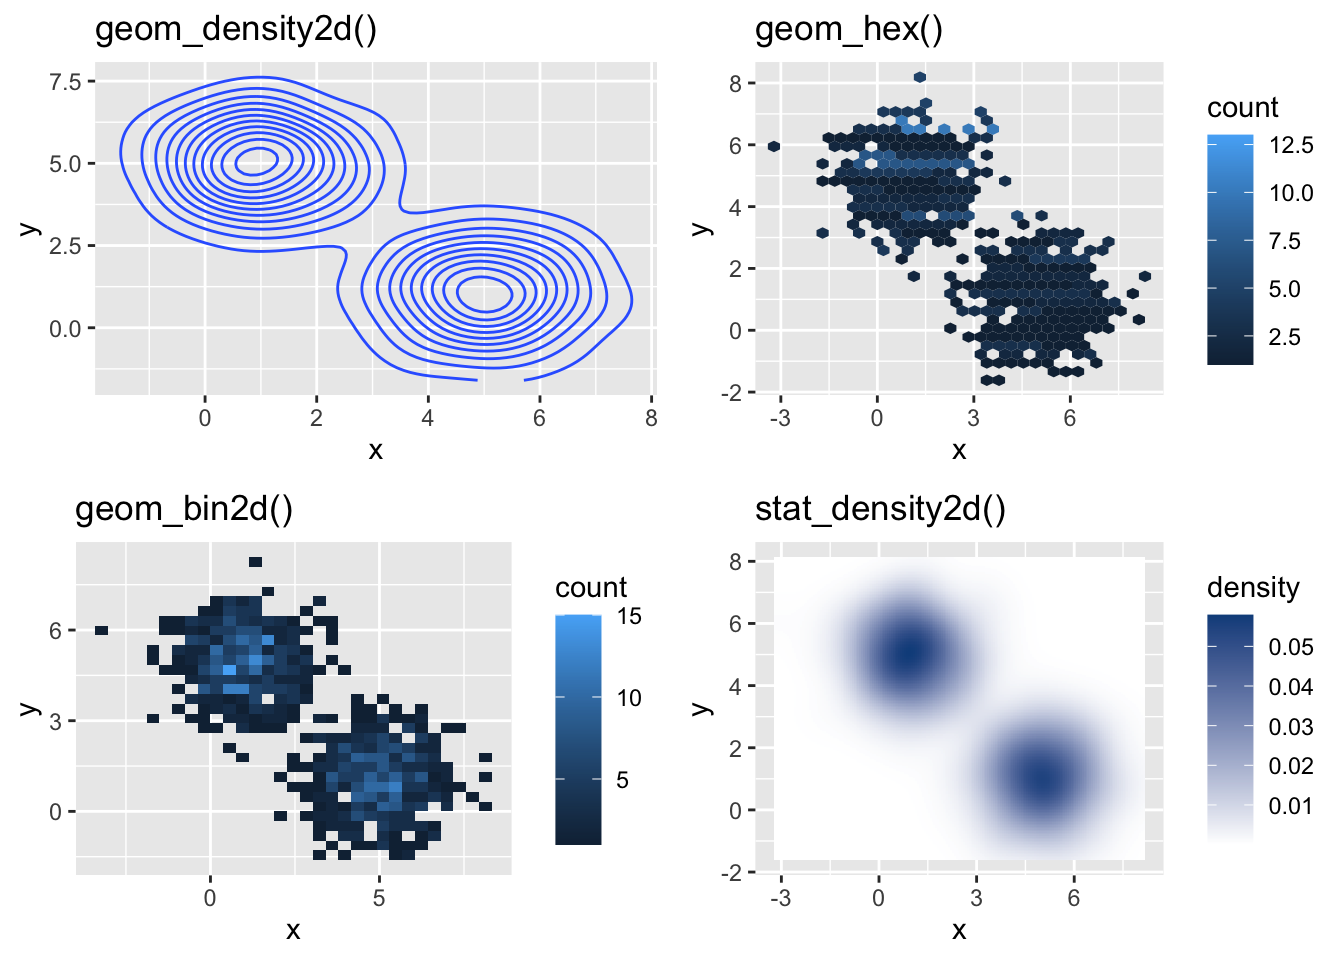 geom_density2d()
7.5
5.0
2.5
0.0
y
0 2 4 6 8
x
geom_hex()
8
6
4
2
0
-2
y
-3 0 3 6
x
count
12.5
10.0
7.5
5.0
2.5
geom_bin2d()
6
3
0
y
0 5
x
count
15
10
5
stat_density2d()
8
6
4
2
0
-2
y
-3 0 3 6
x
density
0.05
0.04
0.03
0.02
0.01